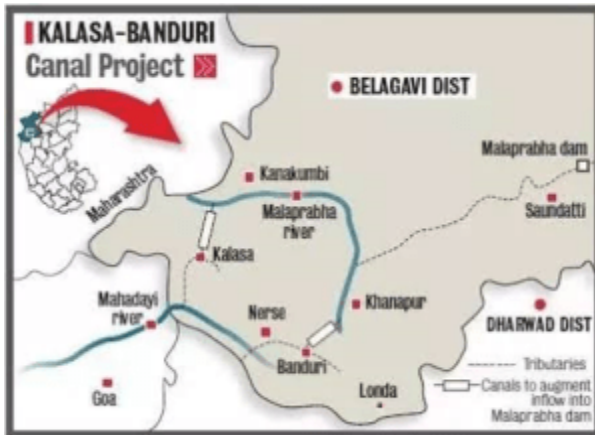 KALASA-BANDURI
Canal Project
BELAGAVI DIST
Malaprabha dam
Maharashtra
Kanakumbi
Malaprabha
river
Saundatti
Kalasa
Mahadayi
river
Nerse
Khanapur
DHARWAD DIST
Banduri
Goa
Londa
Tributaries
Canals to augment
inflow into
Malaprabha dam